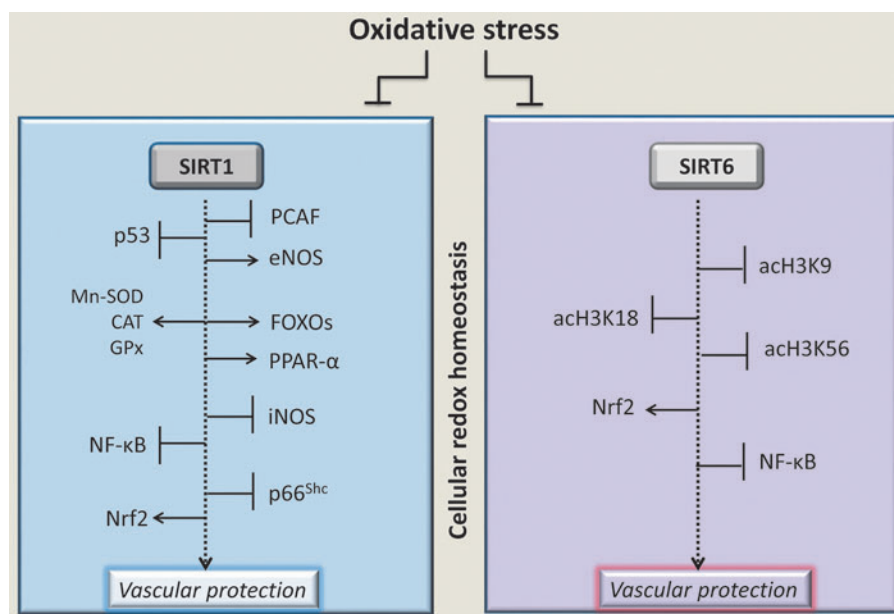 Oxidative stress
SIRT1
PCAF
p53
eNOS
Mn-SOD
CAT
GPx
FOXOs
PPAR-α
iNOS
NF-κB
p66Shc
Nrf2
Vascular protection
Cellular redox homeostasis
SIRT6
acH3K9
acH3K18
acH3K56
Nrf2
NF-κB
Vascular protection